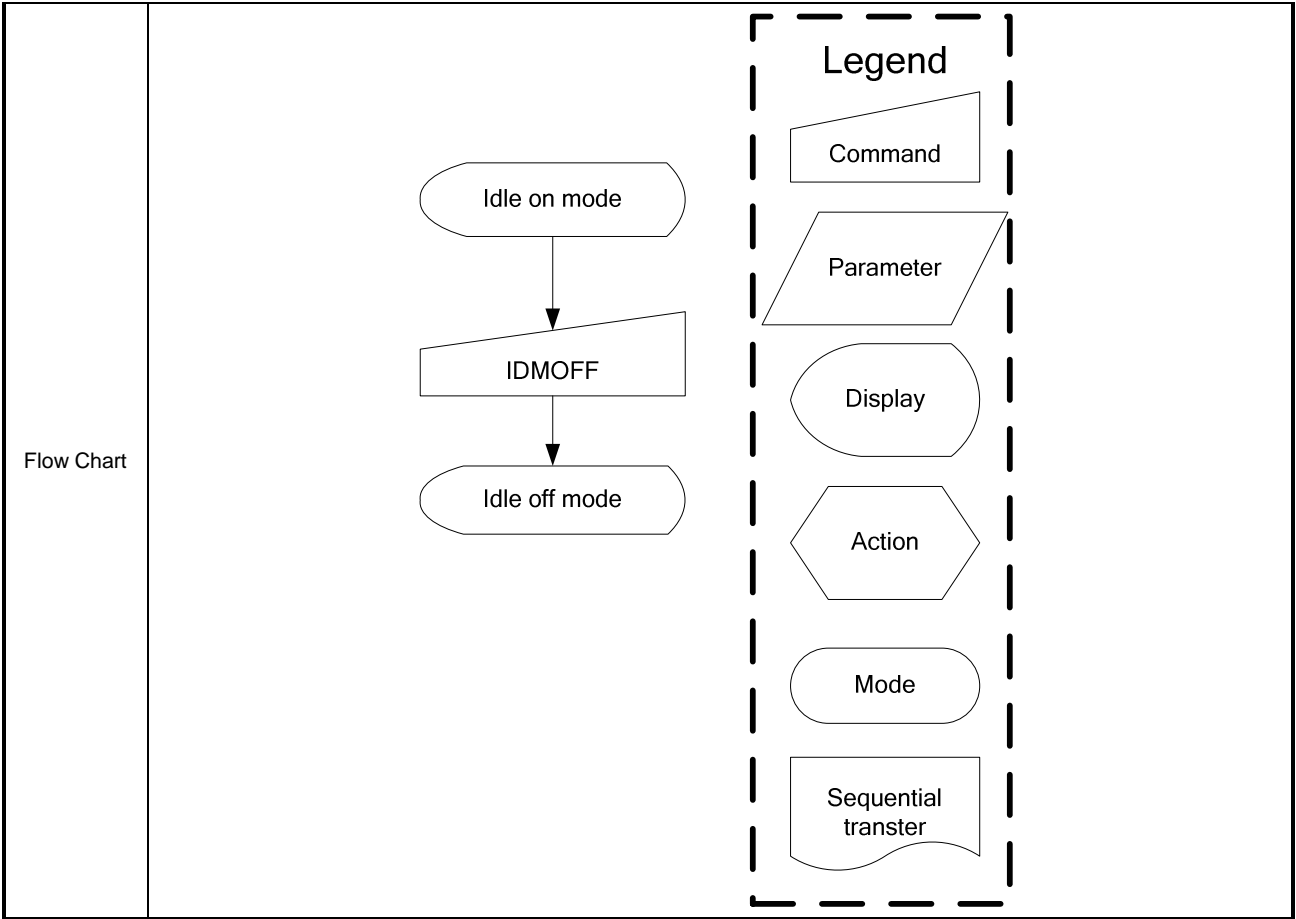 Flow Chart
Idle on mode
IDMOFF
Idle off mode
Legend
Command
Parameter
Display
Action
Mode
Sequential
transter